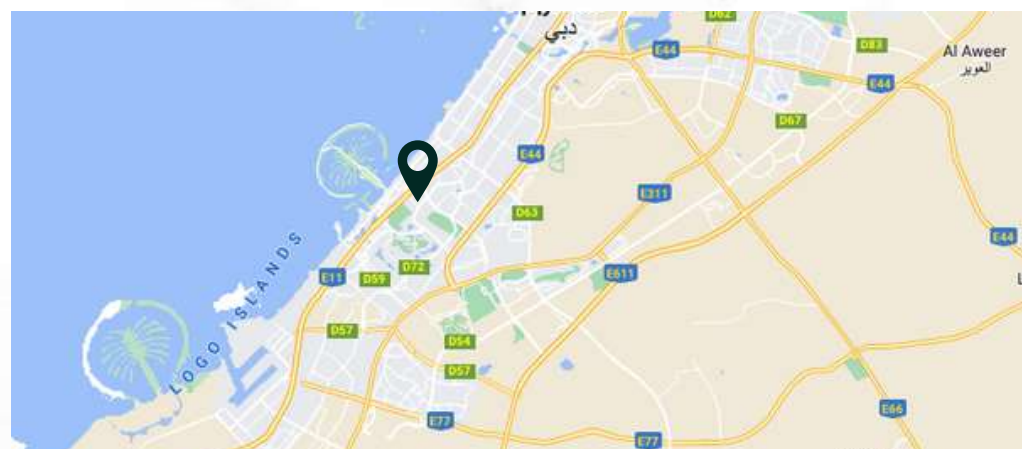 دبي
D62
E44
D83
Al Aweer
العوير
E44
D67
E44
E311
D63
E44
D72
E611
E11
D59
LOGO ISLANDS
D57
D54
D57
E66
E77
E77